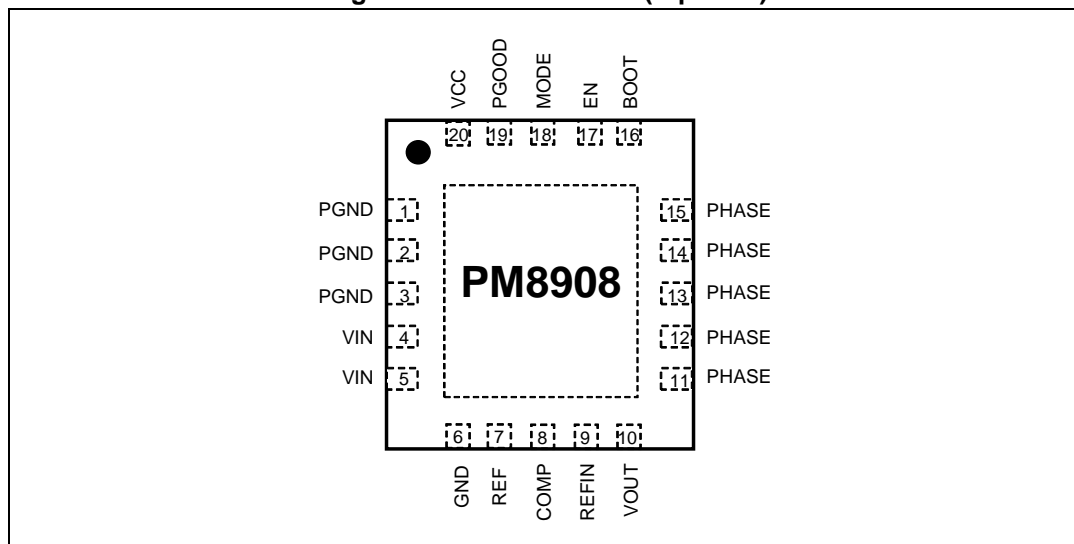 VCC
PGOOD
MODE
EN
BOOT
20
19
18
17
16
PGND 1
PGND 2
PGND 3
VIN 4
VIN 5
PM8908
15 PHASE
14 PHASE
13 PHASE
12 PHASE
11 PHASE
6
7
8
9
10
GND
REF
COMP
REFIN
VOUT